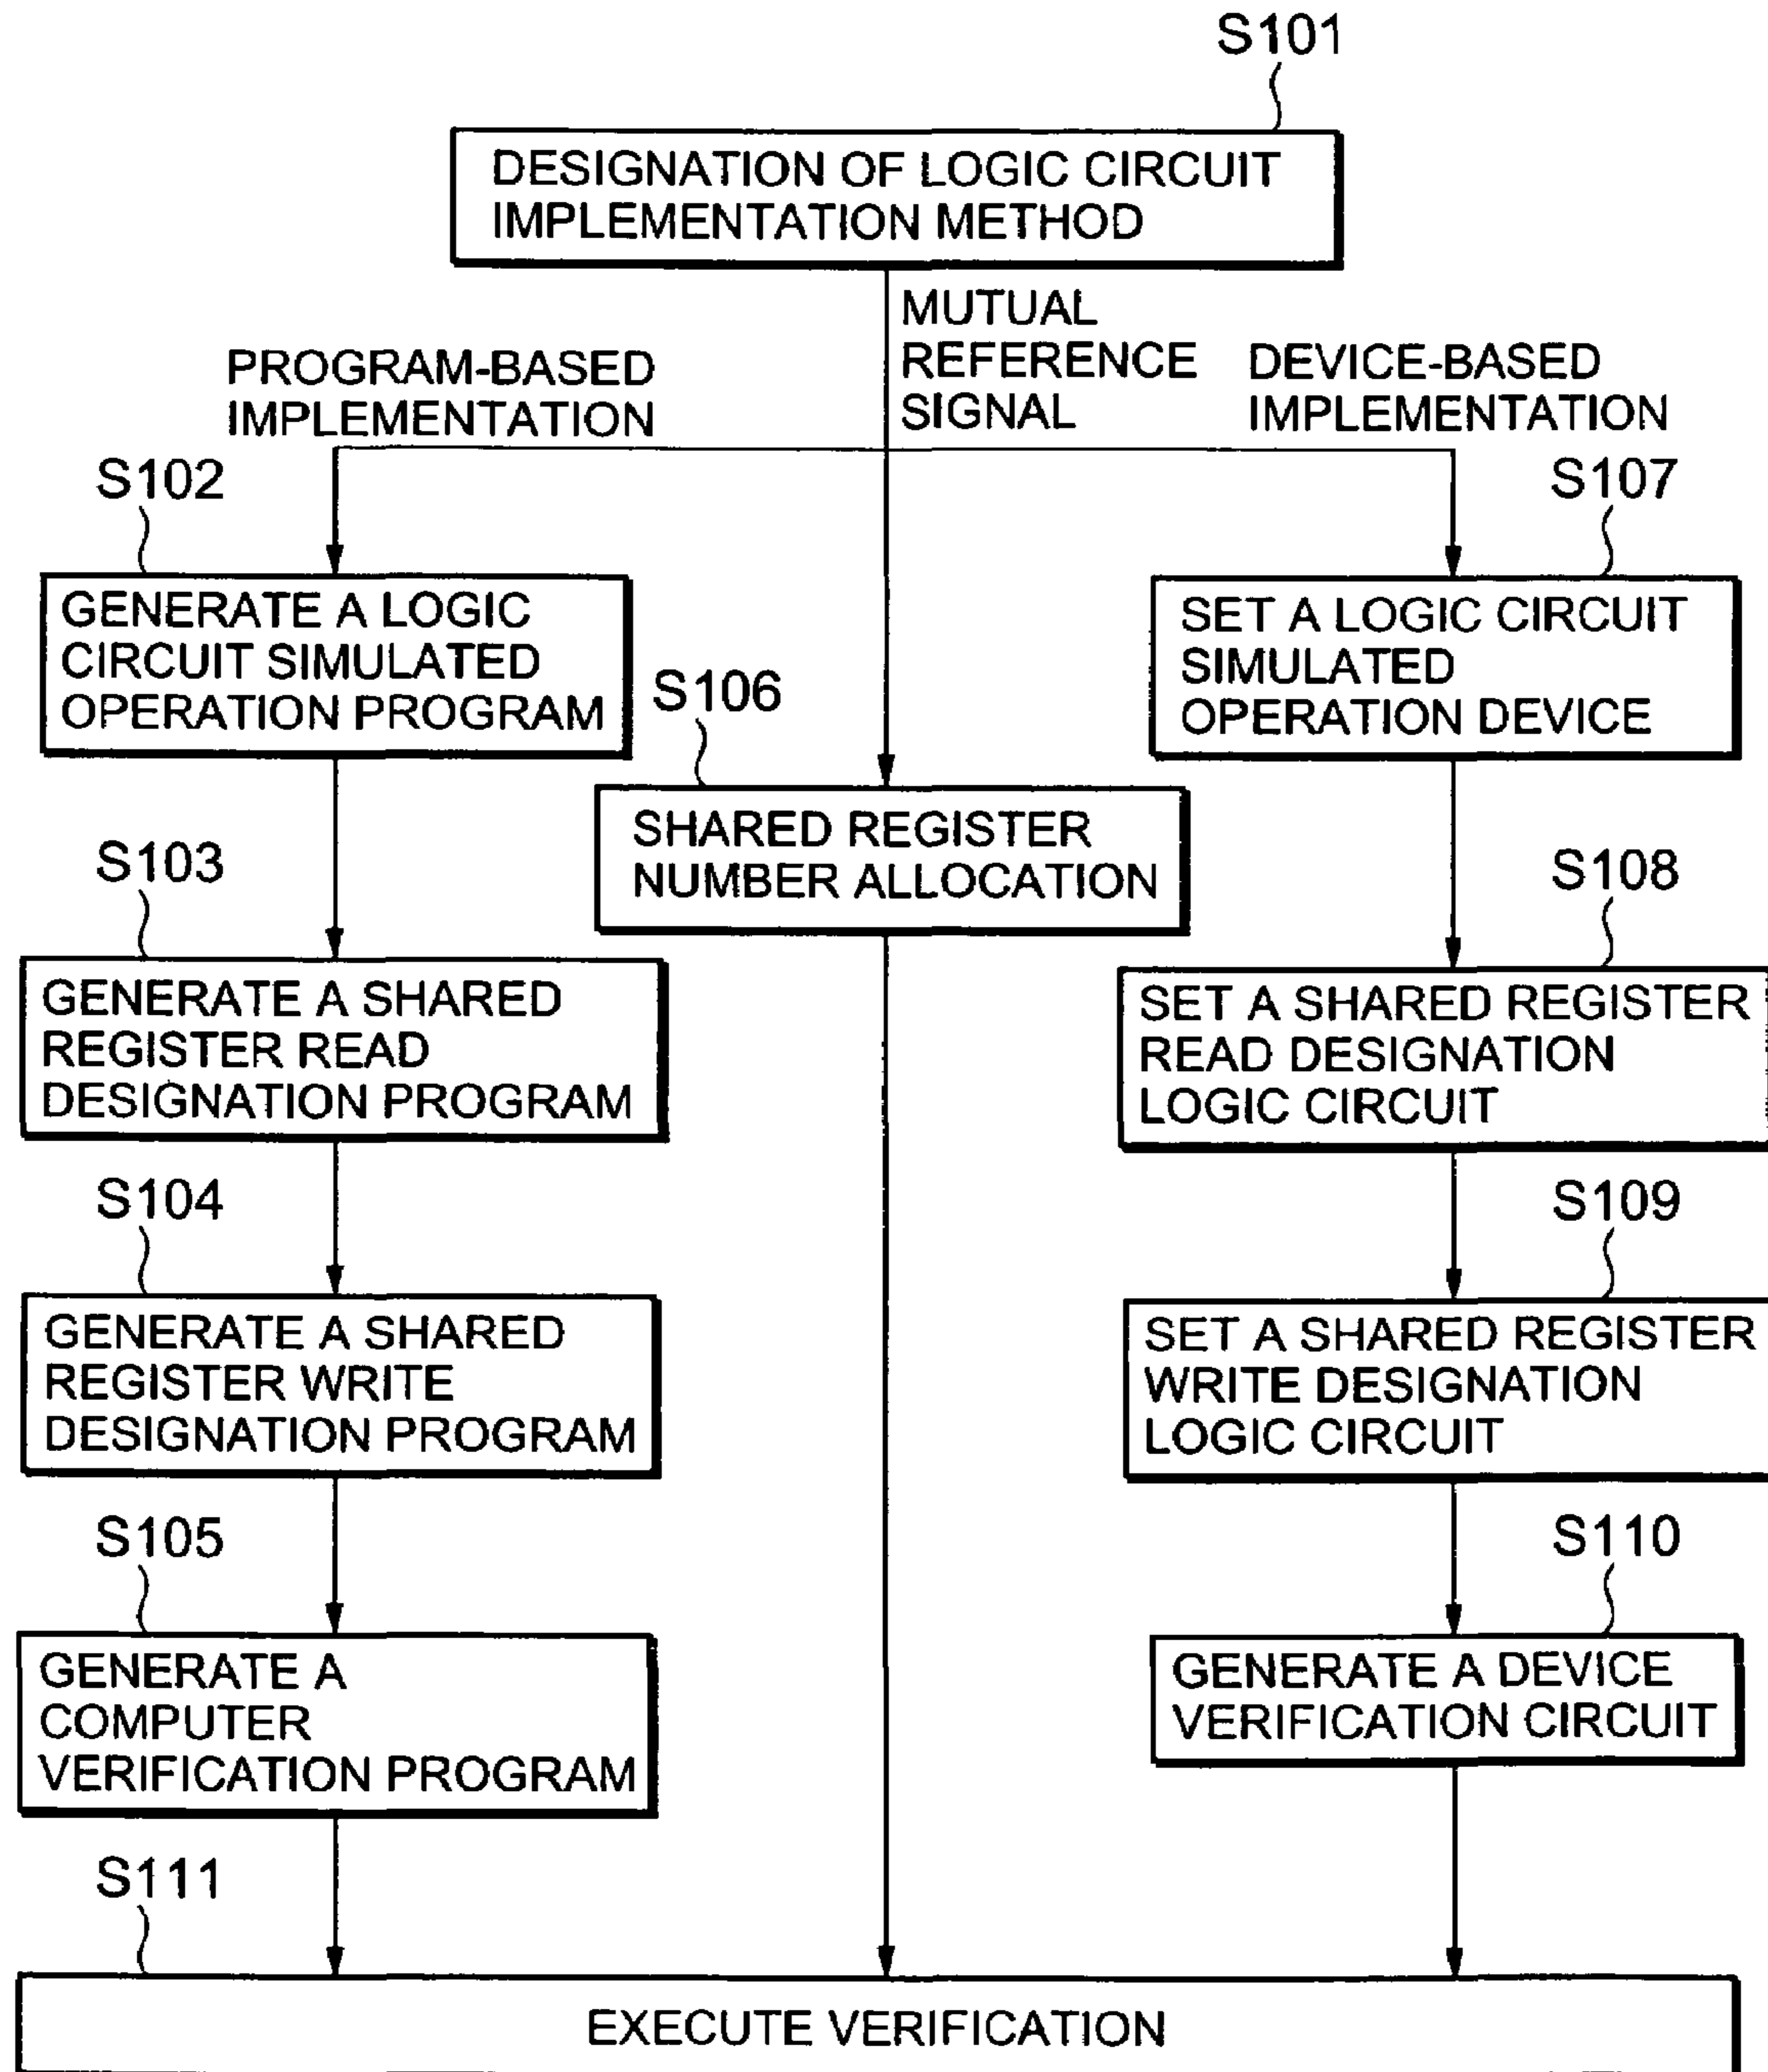 S101
DESIGNATION OF LOGIC CIRCUIT
IMPLEMENTATION METHOD
MUTUAL
REFERENCE
SIGNAL
PROGRAM-BASED
IMPLEMENTATION
DEVICE-BASED
IMPLEMENTATION
S102
GENERATE A LOGIC
CIRCUIT SIMULATED
OPERATION PROGRAM
S107
SET A LOGIC CIRCUIT
SIMULATED
OPERATION DEVICE
S106
SHARED REGISTER
NUMBER ALLOCATION
S103
GENERATE A SHARED
REGISTER READ
DESIGNATION PROGRAM
S108
SET A SHARED REGISTER
READ DESIGNATION
LOGIC CIRCUIT
S104
GENERATE A SHARED
REGISTER WRITE
DESIGNATION PROGRAM
S109
SET A SHARED REGISTER
WRITE DESIGNATION
LOGIC CIRCUIT
S105
GENERATE A
COMPUTER
VERIFICATION PROGRAM
S110
GENERATE A DEVICE
VERIFICATION CIRCUIT
S111
EXECUTE VERIFICATION